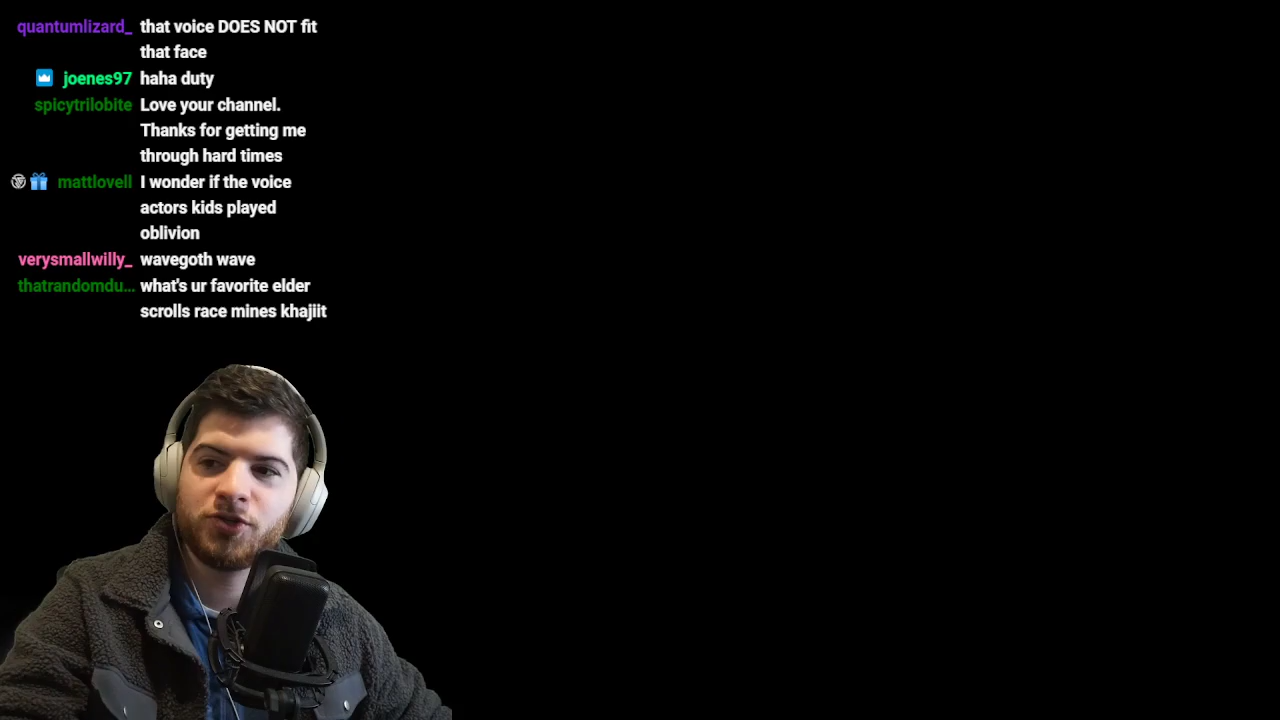 quantumlizard_ that voice DOES NOT fit
that face
joenes97 haha duty
spicytrilobite Love your channel.
Thanks for getting me
through hard times
mattlovell I wonder if the voice
actors kids played
oblivion
verysmallwilly_ wavegoth wave
thatrandomdu... what's ur favorite elder
scrolls race mines khajiit